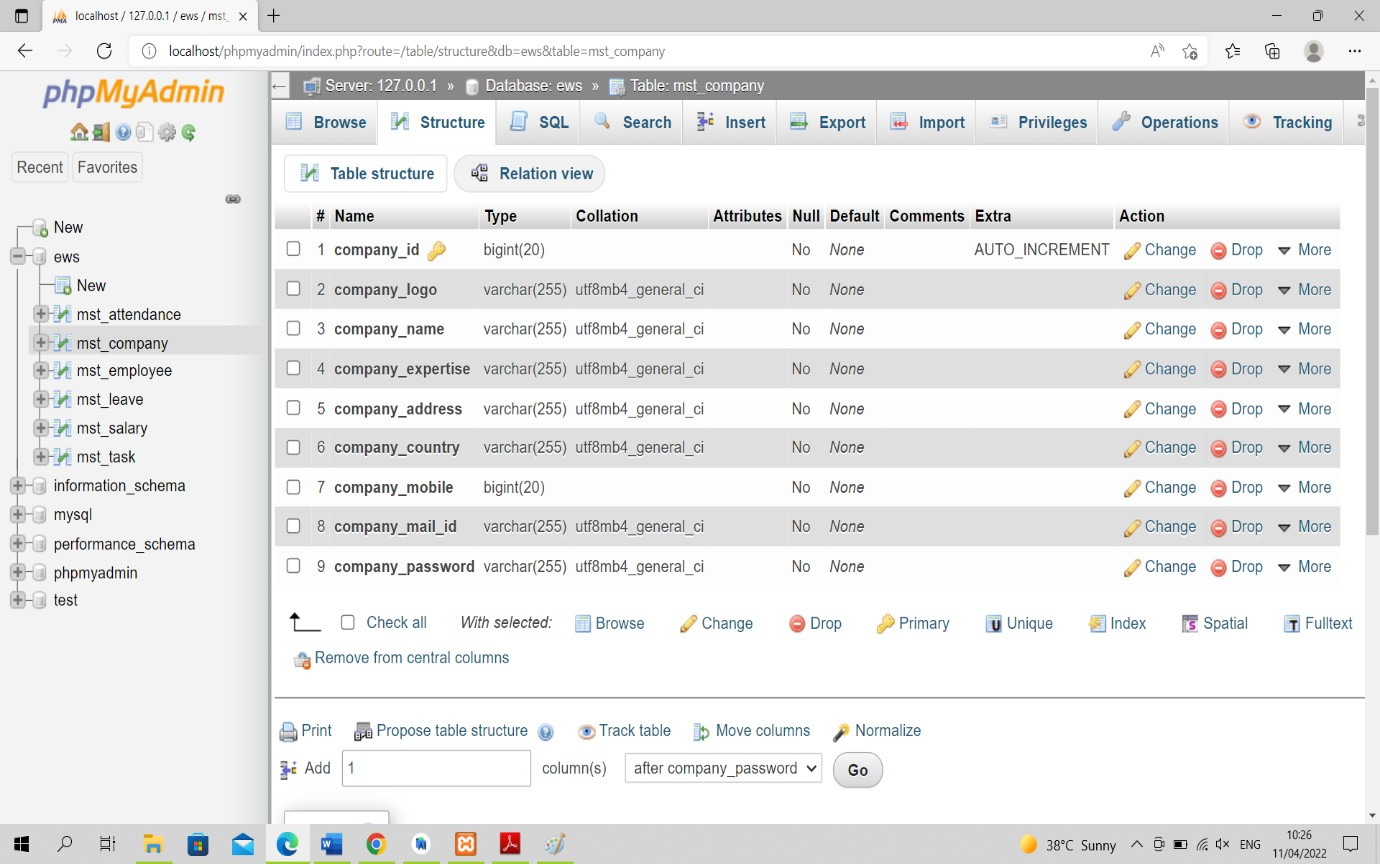 localhost / 127.0.0.1 / ews / mst_
localhost/phpmyadmin/index.php?route=/table/structure&db=ews&table=mst_company
phpMyAdmin
Recent Favorites
New
ews
New
mst_attendance
mst_company
mst_employee
mst_leave
mst_salary
mst_task
information_schema
mysql
performance_schema
phpmyadmin
test
Server: 127.0.0.1 » Database: ews » Table: mst_company
Browse Structure SQL Search Insert Export Import Privileges Operations Tracking
Table structure Relation view
# Name Type Collation Attributes Null Default Comments Extra Action
1 company_id bigint(20) No None AUTO_INCREMENT Change Drop More
2 company_logo varchar(255) utf8mb4_general_ci No None Change Drop More
3 company_name varchar(255) utf8mb4_general_ci No None Change Drop More
4 company_expertise varchar(255) utf8mb4_general_ci No None Change Drop More
5 company_address varchar(255) utf8mb4_general_ci No None Change Drop More
6 company_country varchar(255) utf8mb4_general_ci No None Change Drop More
7 company_mobile bigint(20) No None Change Drop More
8 company_mail_id varchar(255) utf8mb4_general_ci No None Change Drop More
9 company_password varchar(255) utf8mb4_general_ci No None Change Drop More
Check all With selected: Browse Change Drop Primary Unique Index Spatial Fulltext
Remove from central columns
Print Propose table structure Track table Move columns Normalize
Add 1 column(s) after company_password Go
38°C Sunny ENG 10:26
11/04/2022